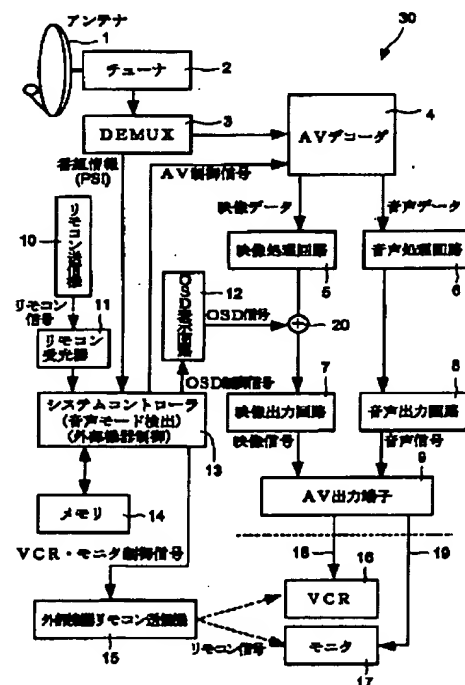 アンテナ
1
30
チューナ
2
DEMUX
3
AVデコーダ
4
番組情報
(PSI)
AV制御信号
映像データ
音声データ
リモコン送信機
10
映像処理回路
5
音声処理回路
6
リモコン
信号
12
OSD信号
20
11
リモコン
受光器
OSD制御信号
7
8
システムコントローラ
(音声モード検出)
(外部機器制御)
13
映像出力回路
音声出力回路
映像信号
音声信号
9
AV出力端子
メモリ
14
VCR・モニタ制御信号
18
16
19
VCR
外部機器リモコン送信機
15
リモコン信号
モニタ
17